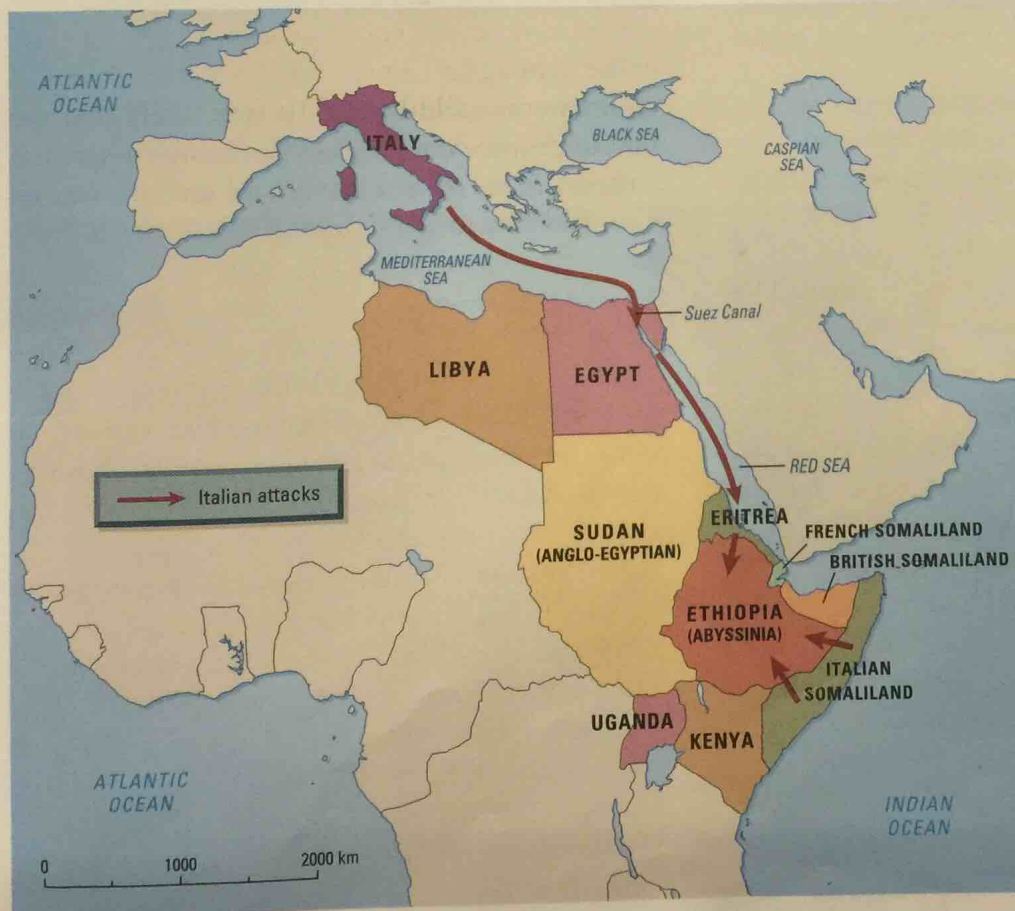 ATLANTIC
OCEAN
ITALY
BLACK SEA
CASPIAN
SEA
MEDITERRANEAN
SEA
Suez Canal
LIBYA
EGYPT
RED SEA
Italian attacks
ERITREA
SUDAN
(ANGLO-EGYPTIAN)
FRENCH SOMALILAND
BRITISH SOMALILAND
ETHIOPIA
(ABYSSINIA)
ITALIAN
SOMALILAND
UGANDA
KENYA
ATLANTIC
OCEAN
INDIAN
OCEAN
0 1000 2000 km